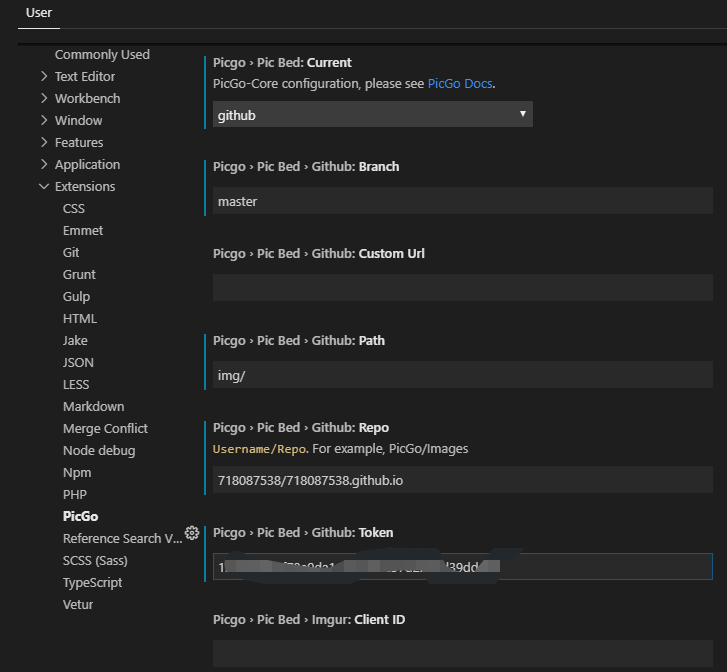 User
Commonly Used
Text Editor
Workbench
Window
Features
Application
Extensions
CSS
Emmet
Git
Grunt
Gulp
HTML
Jake
JSON
LESS
Markdown
Merge Conflict
Node debug
Npm
PHP
PicGo
Reference Search V...
SCSS (Sass)
TypeScript
Vetur
Picgo › Pic Bed: Current
PicGo-Core configuration, please see PicGo Docs.
github
Picgo › Pic Bed › Github: Branch
master
Picgo › Pic Bed › Github: Custom Url
Picgo › Pic Bed › Github: Path
img/
Picgo › Pic Bed › Github: Repo
Username/Repo. For example, PicGo/Images
718087538/718087538.github.io
Picgo › Pic Bed › Github: Token
Picgo › Pic Bed › Imgur: Client ID